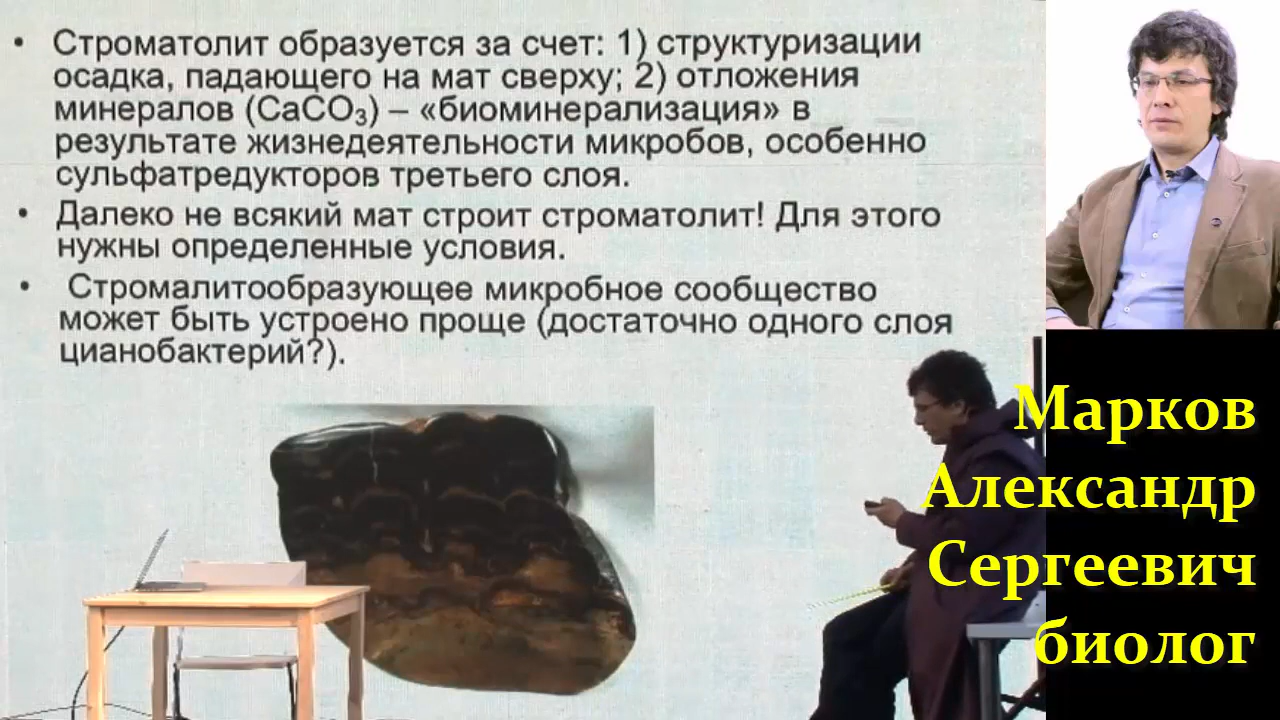 • Строматолит образуется за счет: 1) структуризации
осадка, падающего на мат сверху; 2) отложения
минералов (CaCO₃) – «биоминерализация» в
результате жизнедеятельности микробов, особенно
сульфатредукторов третьего слоя.
• Далеко не всякий мат строит строматолит! Для этого
нужны определенные условия.
• Стромалитообразующее микробное сообщество
может быть устроено проще (достаточно одного слоя
цианобактерий?).
Марков
Александр
Сергеевич
биолог